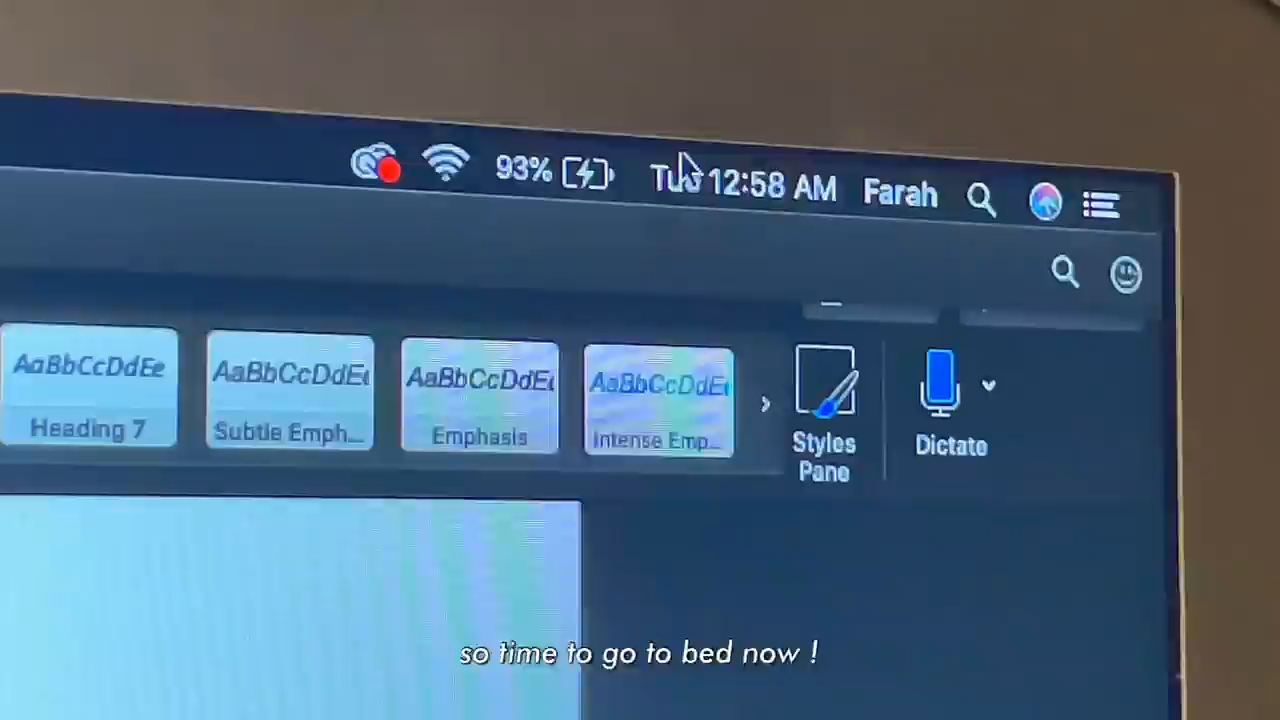 93% Tue 12:58 AM Farah
AaBbCcDdEe AaBbCcDdEe AaBbCcDdEe AaBbCcDdEe
Heading 7 Subtle Emph... Emphasis Intense Emp...
Styles
Pane
Dictate
so time to go to bed now !